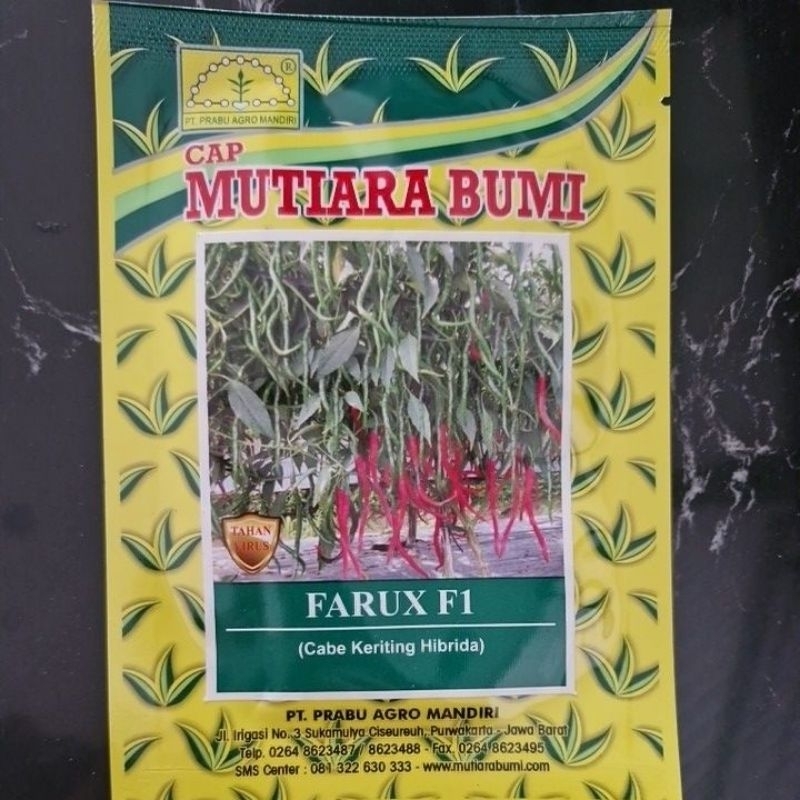 ®
PT. PRABU AGRO MANDIRI
CAP
MUTIARA BUMI
TAHAN
VIRUS
FARUX F1
(Cabe Keriting Hibrida)
PT. PRABU AGRO MANDIRI
Jl. Irigasi No. 3 Sukamulya Ciseureuh, Purwakarta - Jawa Barat
Telp. 0264 8623487 / 8623488 - Fax. 0264 8623495
SMS Center : 081 322 630 333 - www.mutiarabumi.com